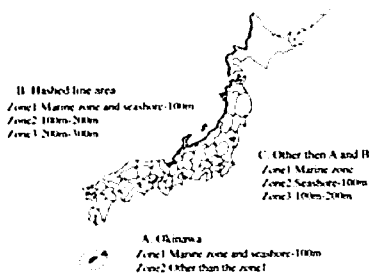 B. Hashed line area
Zone1 Marine zone and seashore-100m
Zone2 100m-200m
Zone3 200m-300m
C. Other then A and B
Zone1 Marine zone
Zone2 Seashore-100m
Zone3 100m-200m
A. Okinawa
Zone1 Marine zone and seashore-100m
Zone2 Other than the zone1